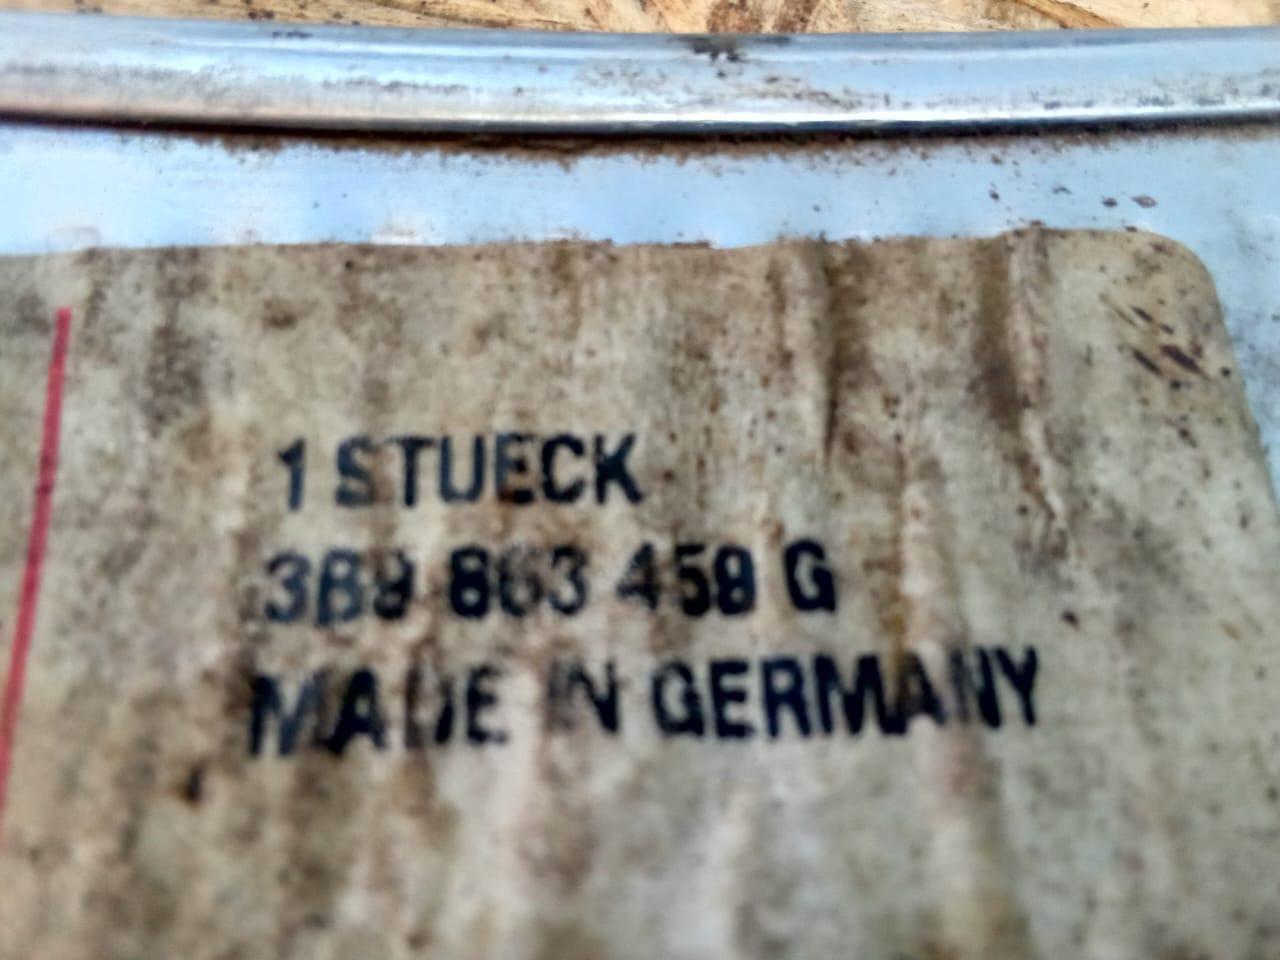 1 STUECK
3B9 863 459 G
MADE IN GERMANY